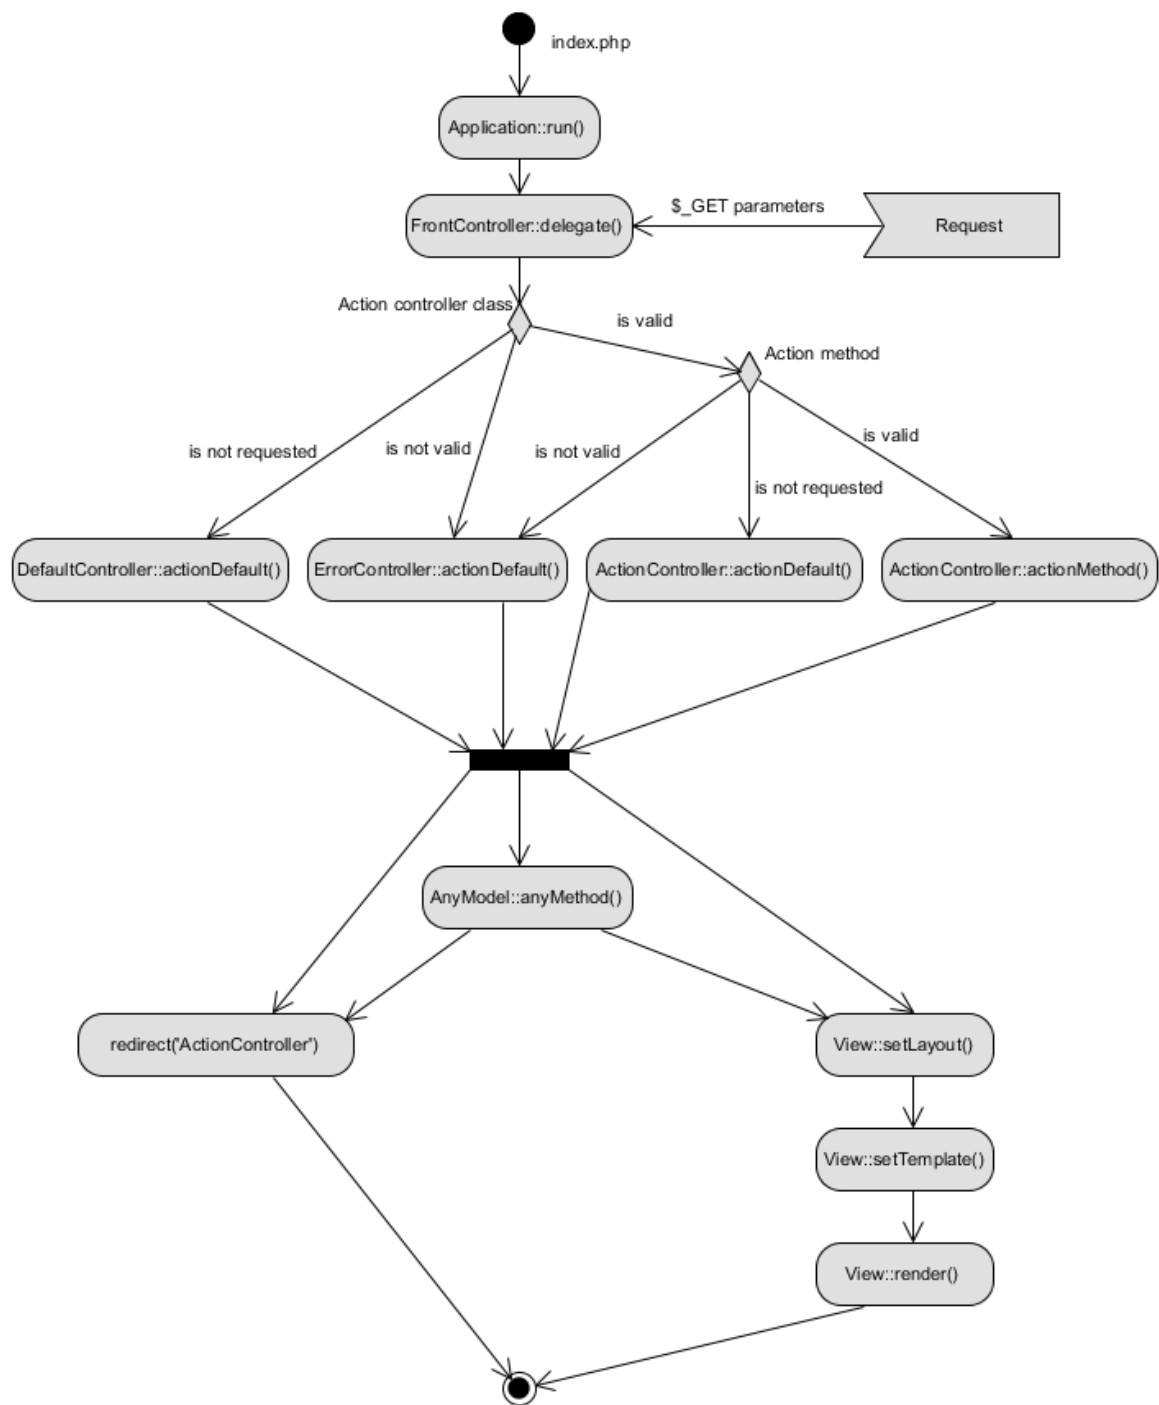 index.php
Application::run()
$_GET parameters
FrontController::delegate()
Request
Action controller class
is valid
Action method
is not requested
is not valid
is not valid
is valid
is not requested
DefaultController::actionDefault()
ErrorController::actionDefault()
ActionController::actionDefault()
ActionController::actionMethod()
AnyModel::anyMethod()
redirect('ActionController')
View::setLayout()
View::setTemplate()
View::render()